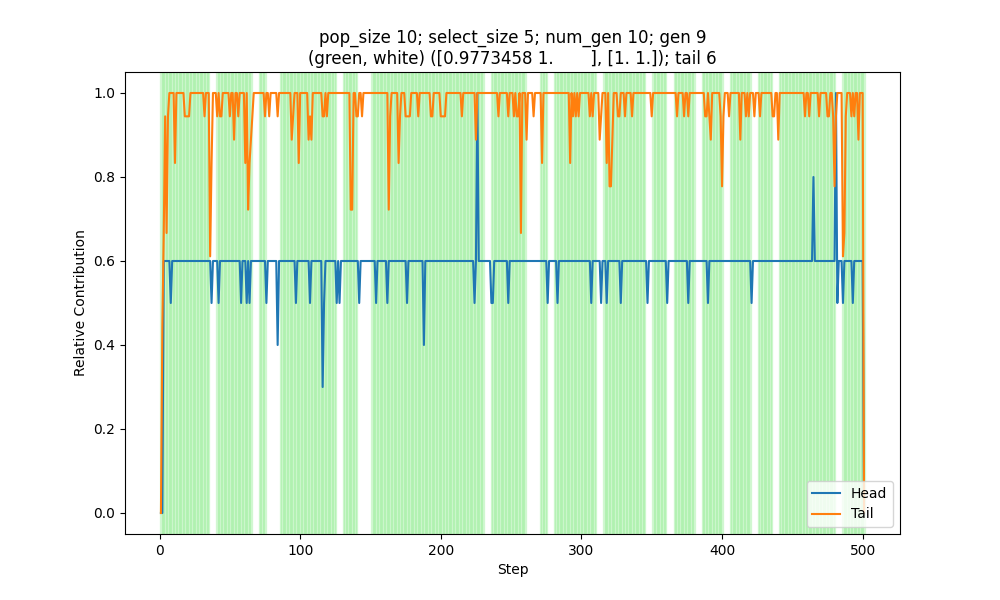 pop_size 10; select_size 5; num_gen 10; gen 9
(green, white) ([0.9773458 1.       ], [1. 1.]); tail 6
1.0
0.8
0.6
0.4
0.2
0.0
Relative Contribution
0 100 200 300 400 500
Step
Head
Tail